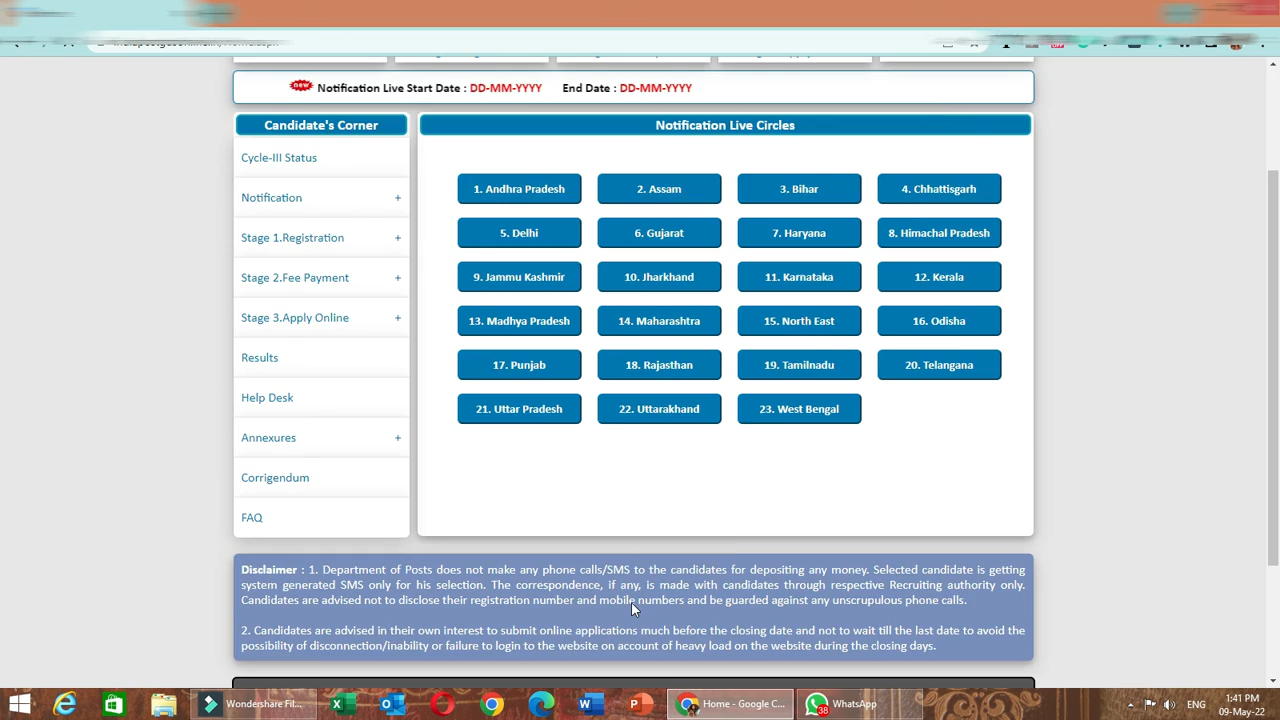 new Notification Live Start Date : DD-MM-YYYY End Date : DD-MM-YYYY
Candidate's Corner
Cycle-III Status
Notification +
Stage 1.Registration +
Stage 2.Fee Payment +
Stage 3.Apply Online +
Results
Help Desk
Annexures +
Corrigendum
FAQ
Notification Live Circles
1. Andhra Pradesh 2. Assam 3. Bihar 4. Chhattisgarh
5. Delhi 6. Gujarat 7. Haryana 8. Himachal Pradesh
9. Jammu Kashmir 10. Jharkhand 11. Karnataka 12. Kerala
13. Madhya Pradesh 14. Maharashtra 15. North East 16. Odisha
17. Punjab 18. Rajasthan 19. Tamilnadu 20. Telangana
21. Uttar Pradesh 22. Uttarakhand 23. West Bengal
Disclaimer : 1. Department of Posts does not make any phone calls/SMS to the candidates for depositing any money. Selected candidate is getting
system generated SMS only for his selection. The correspondence, if any, is made with candidates through respective Recruiting authority only.
Candidates are advised not to disclose their registration number and mobile numbers and be guarded against any unscrupulous phone calls.
2. Candidates are advised in their own interest to submit online applications much before the closing date and not to wait till the last date to avoid the
possibility of disconnection/inability or failure to login to the website on account of heavy load on the website during the closing days.
Wondershare Fil... Home - Google C... 38 WhatsApp ENG 1:41 PM
09-May-22